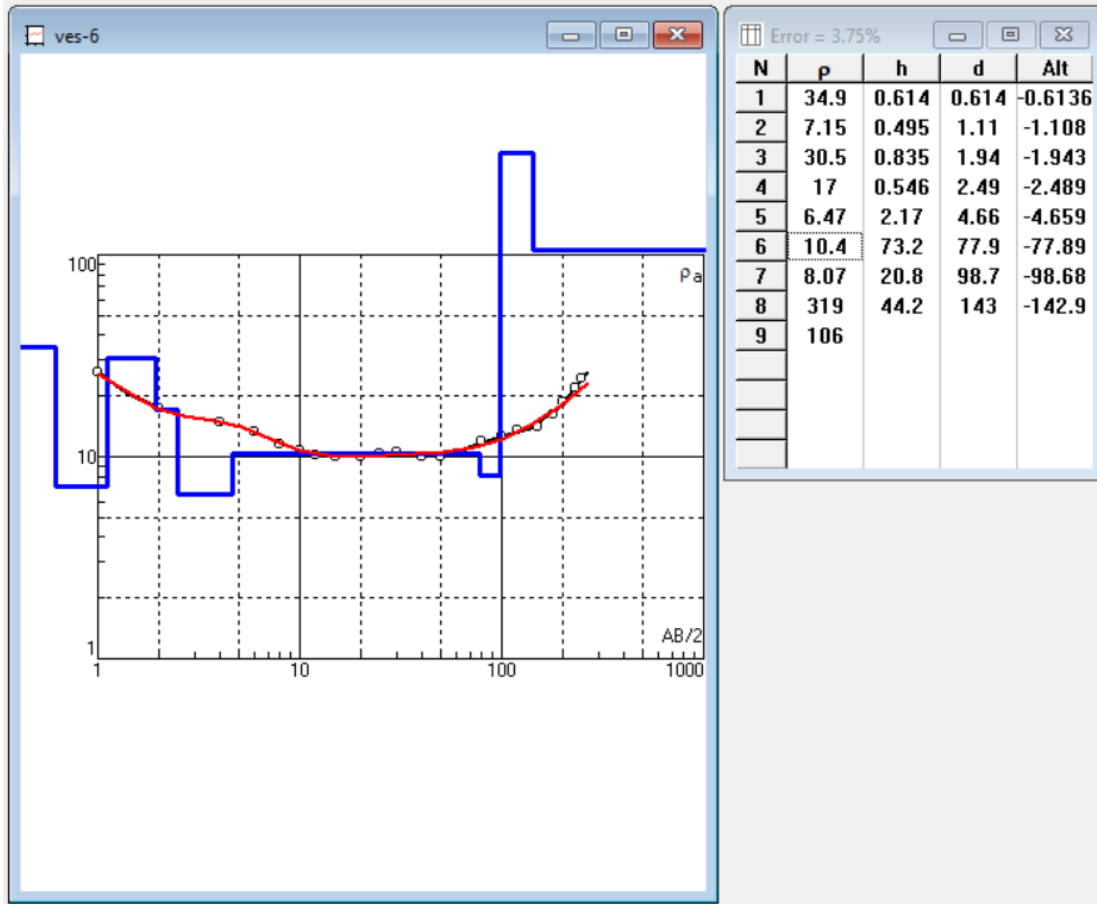 ves-6
100
ρa
10
1
AB/2
1 10 100 1000
Error = 3.75%
N ρ h d Alt
1 34.9 0.614 0.614 -0.6136
2 7.15 0.495 1.11 -1.108
3 30.5 0.835 1.94 -1.943
4 17 0.546 2.49 -2.489
5 6.47 2.17 4.66 -4.659
6 10.4 73.2 77.9 -77.89
7 8.07 20.8 98.7 -98.68
8 319 44.2 143 -142.9
9 106